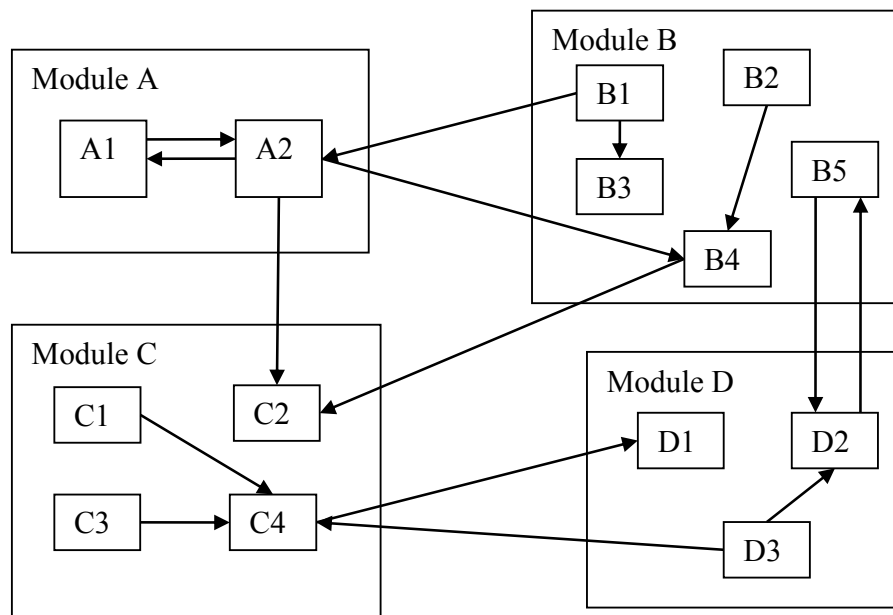 Module A
A1
A2
Module B
B1
B2
B3
B4
B5
Module C
C1
C2
C3
C4
Module D
D1
D2
D3